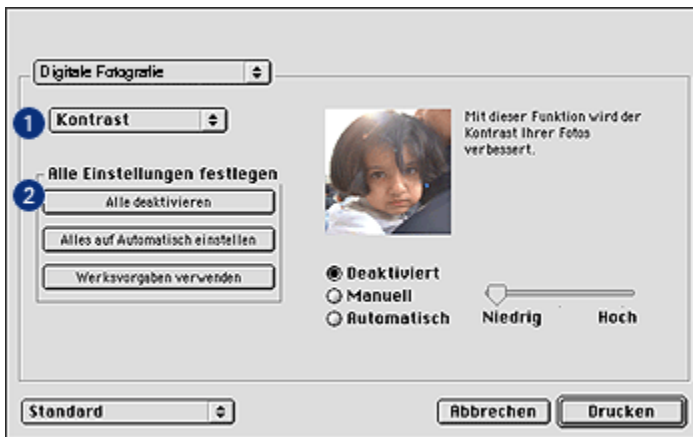 Digitale Fotografie
1
Kontrast
Mit dieser Funktion wird der
Kontrast Ihrer Fotos
verbessert.
Alle Einstellungen festlegen
2
Alle deaktivieren
Alles auf Automatisch einstellen
Werksvorgaben verwenden
Deaktiviert
Manuell
Automatisch
Niedrig
Hoch
Standard
Abbrechen
Drucken